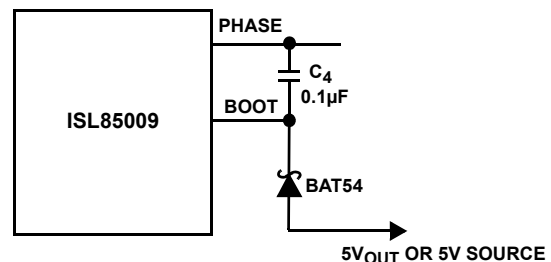 PHASE
C4
0.1µF
BOOT
ISL85009
BAT54
5VOUT OR 5V SOURCE